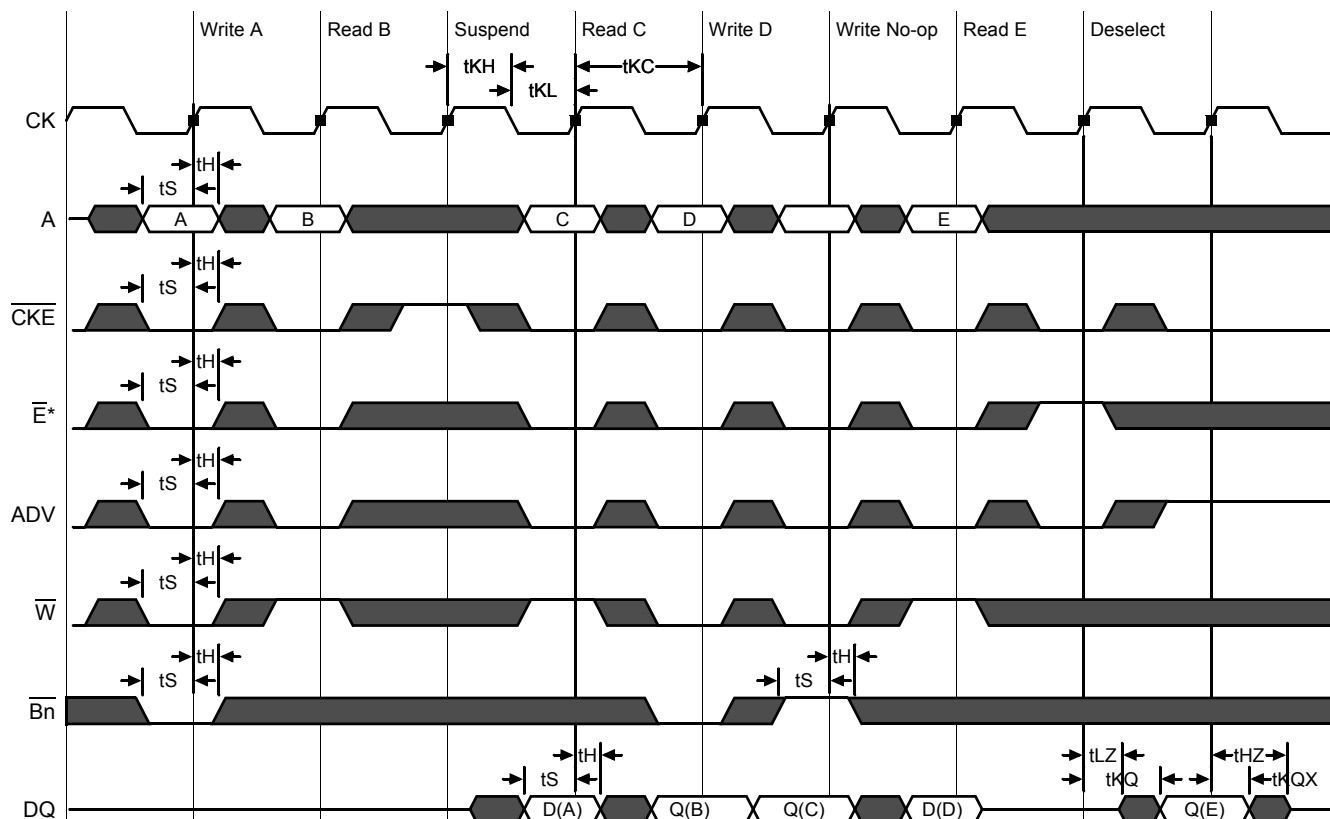 Write A Read B Suspend Read C Write D Write No-op Read E Deselect
tKH tKC
tKL
CK
tH
tS
A A B C D E
tH
tS
CKE
tH
tS
E*
tH
tS
ADV
tH
tS
W
tH tH
tS tS
Bn
tH tLZ tHZ
tS tKQ tKQX
DQ D(A) Q(B) Q(C) D(D) Q(E)